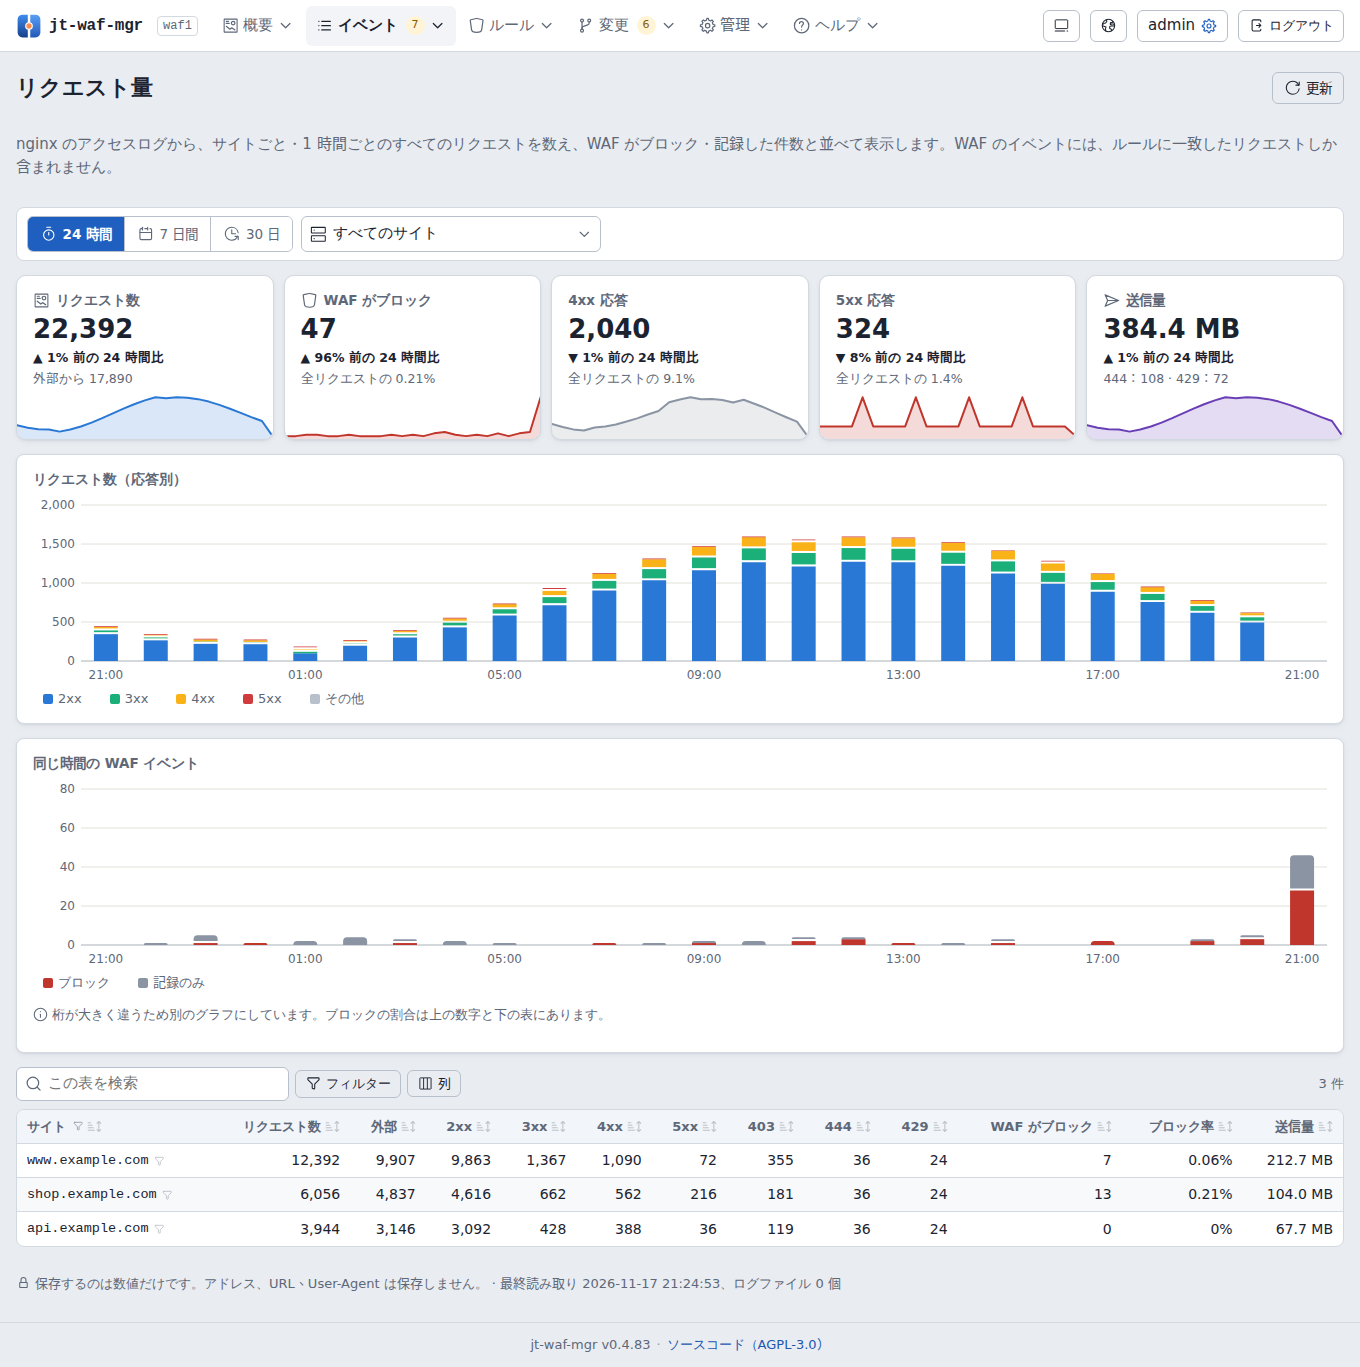 jt-waf-mgr waf1 概要 イベント 7 ルール 変更 6 管理 ヘルプ admin ログアウト
リクエスト量 更新
nginx のアクセスログから、サイトごと・1 時間ごとのすべてのリクエストを数え、WAF がブロック・記録した件数と並べて表示します。WAF のイベントには、ルールに一致したリクエストしか
含まれません。
24 時間 7 日間 30 日 すべてのサイト
リクエスト数 WAF がブロック 4xx 応答 5xx 応答 送信量
22,392 47 2,040 324 384.4 MB
▲ 1% 前の 24 時間比 ▲ 96% 前の 24 時間比 ▼ 1% 前の 24 時間比 ▼ 8% 前の 24 時間比 ▲ 1% 前の 24 時間比
外部から 17,890 全リクエストの 0.21% 全リクエストの 9.1% 全リクエストの 1.4% 444：108 · 429：72
リクエスト数（応答別）
2,000
1,500
1,000
500
0
21:00 01:00 05:00 09:00 13:00 17:00 21:00
2xx 3xx 4xx 5xx その他
同じ時間の WAF イベント
80
60
40
20
0
21:00 01:00 05:00 09:00 13:00 17:00 21:00
ブロック 記録のみ
桁が大きく違うため別のグラフにしています。ブロックの割合は上の数字と下の表にあります。
この表を検索 フィルター 列 3 件
サイト リクエスト数 外部 2xx 3xx 4xx 5xx 403 444 429 WAF がブロック ブロック率 送信量
www.example.com 12,392 9,907 9,863 1,367 1,090 72 355 36 24 7 0.06% 212.7 MB
shop.example.com 6,056 4,837 4,616 662 562 216 181 36 24 13 0.21% 104.0 MB
api.example.com 3,944 3,146 3,092 428 388 36 119 36 24 0 0% 67.7 MB
保存するのは数値だけです。アドレス、URL、User-Agent は保存しません。 · 最終読み取り 2026-11-17 21:24:53、ログファイル 0 個
jt-waf-mgr v0.4.83 · ソースコード（AGPL-3.0）